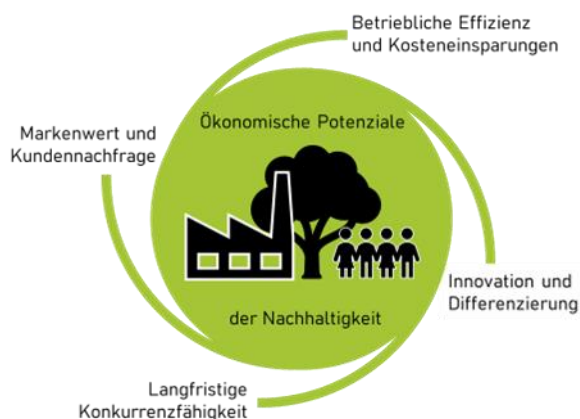 Betriebliche Effizienz
und Kosteneinsparungen
Ökonomische Potenziale
Markenwert und
Kundennachfrage
Innovation und
Differenzierung
der Nachhaltigkeit
Langfristige
Konkurrenzfähigkeit